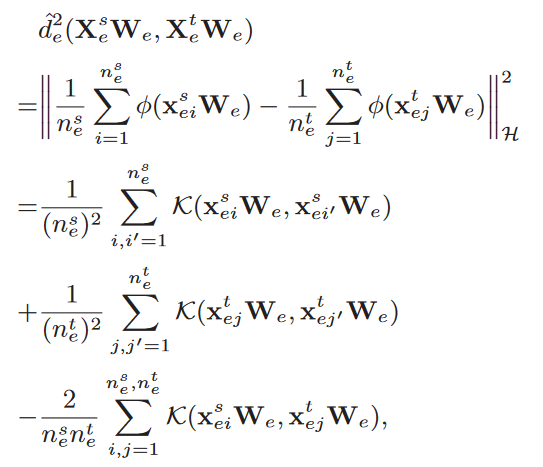 $\hat{d}_e^2(\mathbf{X}_e^s\mathbf{W}_e, \mathbf{X}_e^t\mathbf{W}_e)$
$=\left\|\frac{1}{n_e^s}\sum_{i=1}^{n_e^s}\phi(\mathbf{x}_{ei}^s\mathbf{W}_e) - \frac{1}{n_e^t}\sum_{j=1}^{n_e^t}\phi(\mathbf{x}_{ej}^t\mathbf{W}_e)\right\|_{\mathcal{H}}^2$
$=\frac{1}{(n_e^s)^2}\sum_{i,i'=1}^{n_e^s}\mathcal{K}(\mathbf{x}_{ei}^s\mathbf{W}_e, \mathbf{x}_{ei'}^s\mathbf{W}_e)$
$+\frac{1}{(n_e^t)^2}\sum_{j,j'=1}^{n_e^t}\mathcal{K}(\mathbf{x}_{ej}^t\mathbf{W}_e, \mathbf{x}_{ej'}^t\mathbf{W}_e)$
$-\frac{2}{n_e^s n_e^t}\sum_{i,j=1}^{n_e^s,n_e^t}\mathcal{K}(\mathbf{x}_{ei}^s\mathbf{W}_e, \mathbf{x}_{ej}^t\mathbf{W}_e),$